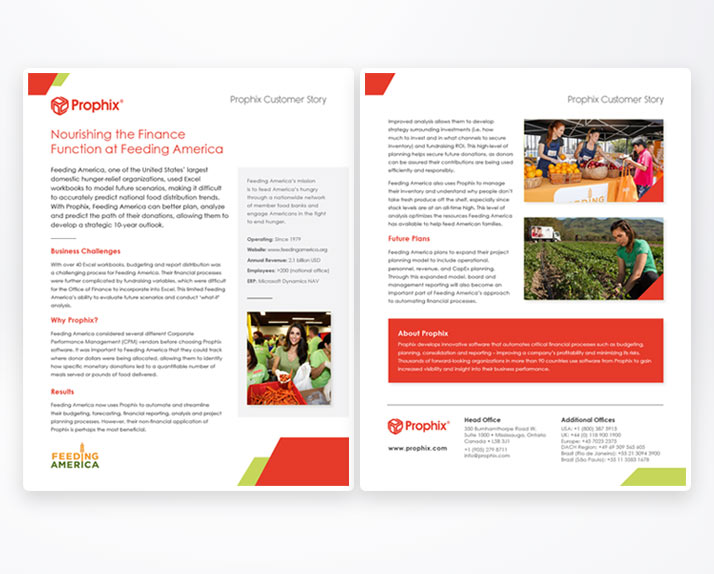 Prophix®
Prophix Customer Story
Nourishing the Finance
Function at Feeding America
Feeding America, one of the United States' largest
domestic hunger-relief organizations, used Excel
workbooks to model future scenarios, making it difficult
to accurately predict national food distribution trends.
With Prophix, Feeding America can better plan, analyze
and predict the path of their donations, allowing them to
develop a strategic 10-year outlook.
Business Challenges
With over 40 Excel workbooks, budgeting and report distribution was
a challenging process for Feeding America. Their financial processes
were further complicated by fundraising variables, which were difficult
for the Office of Finance to incorporate into Excel. This limited Feeding
America's ability to evaluate future scenarios and conduct "what-if"
analysis.
Why Prophix?
Feeding America considered several different Corporate
Performance Management (CPM) vendors before choosing Prophix
software. It was important to Feeding America that they could track
where donor dollars were being allocated, allowing them to identify
how specific monetary donations led to a quantifiable number of
meals served or pounds of food delivered.
Results
Feeding America now uses Prophix to automate and streamline
their budgeting, forecasting, financial reporting, analysis and project
planning processes. However, their non-financial application of
Prophix is perhaps the most beneficial.
FEEDING
AMERICA
Feeding America's mission
is to feed America's hungry
through a nationwide network
of member food banks and
engage Americans in the fight
to end hunger.
Operating: Since 1979
Website: www.feedingamerica.org
Annual Revenue: 2.1 billion USD
Employees: >200 (national office)
ERP: Microsoft Dynamics NAV
Prophix Customer Story
Improved analysis allows them to develop
strategy surrounding investments (i.e. how
much to invest and in what channels to secure
inventory) and fundraising ROI. This high-level of
planning helps secure future donations, as donors
can be assured their contributions are being used
efficiently and responsibly.
Feeding America also uses Prophix to manage
their inventory and understand why people don't
take fresh produce off the shelf, especially since
stock levels are at an all-time high. This level of
analysis optimizes the resources Feeding America
has available to help feed American families.
Future Plans
Feeding America plans to expand their project
planning model to include operational,
personnel, revenue, and CapEx planning.
Through this expanded model, board and
management reporting will also become an
important part of Feeding America's approach
to automating financial processes.
FEEDING
About Prophix
Prophix develops innovative software that automates critical financial processes such as budgeting,
planning, consolidation and reporting - improving a company's profitability and minimizing its risks.
Thousands of forward-looking organizations in more than 90 countries use software from Prophix to gain
increased visibility and insight into their business performance.
Prophix®
www.prophix.com
Head Office
350 Burnhamthorpe Road W.
Suite 1000 • Mississauga, Ontario
Canada • L5B 3J1
+1 (905) 279 8711
info@prophix.com
Additional Offices
USA: +1 (800) 387 5915
UK: +44 (0) 118 900 1900
Europe: +45 7023 2375
DACH Region: +49 69 509 565 605
Brazil (Rio de Janeiro): +55 21 3094 3900
Brazil (São Paulo): +55 11 3583 1678